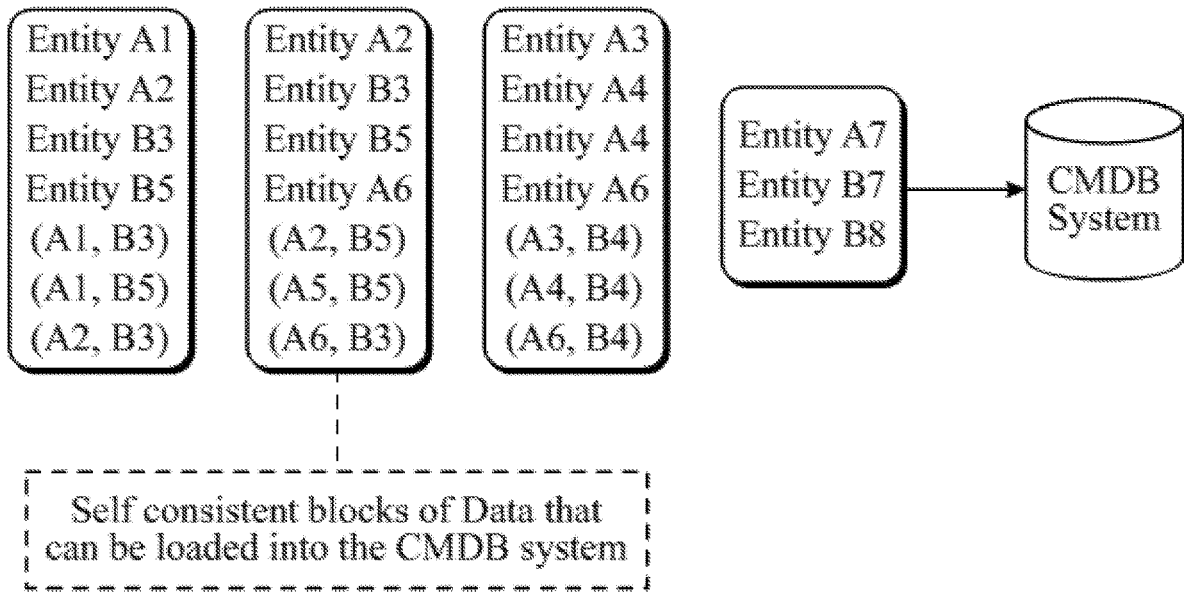 Entity A1
Entity A2
Entity B3
Entity B5
(A1, B3)
(A1, B5)
(A2, B3)
Entity A2
Entity B3
Entity B5
Entity A6
(A2, B5)
(A5, B5)
(A6, B3)
Entity A3
Entity A4
Entity A4
Entity A6
(A3, B4)
(A4, B4)
(A6, B4)
Entity A7
Entity B7
Entity B8
CMDB
System
Self consistent blocks of Data that
can be loaded into the CMDB system